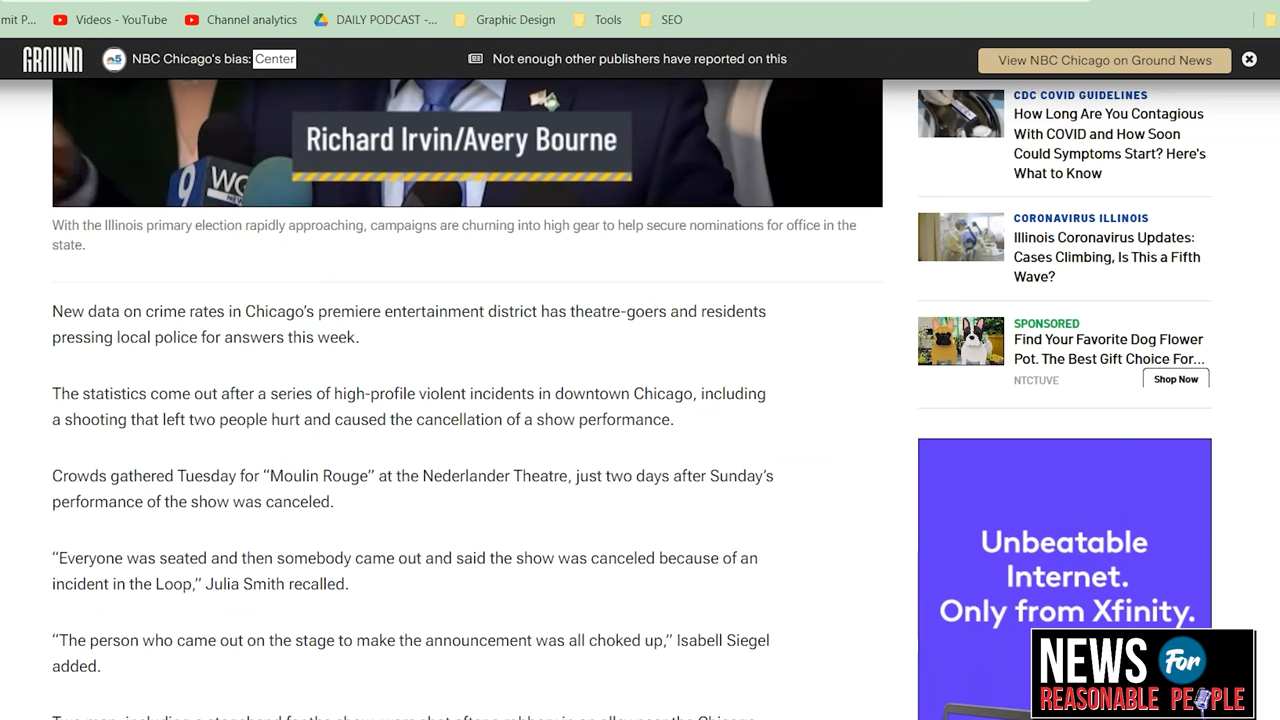 mit P...
Videos - YouTube
Channel analytics
DAILY PODCAST -...
Graphic Design
Tools
SEO
GROUND
5
NBC Chicago's bias: Center
Not enough other publishers have reported on this
View NBC Chicago on Ground News
Richard Irvin/Avery Bourne
9
With the Illinois primary election rapidly approaching, campaigns are churning into high gear to help secure nominations for office in the
state.
New data on crime rates in Chicago’s premiere entertainment district has theatre-goers and residents
pressing local police for answers this week.
The statistics come out after a series of high-profile violent incidents in downtown Chicago, including
a shooting that left two people hurt and caused the cancellation of a show performance.
Crowds gathered Tuesday for “Moulin Rouge” at the Nederlander Theatre, just two days after Sunday’s
performance of the show was canceled.
“Everyone was seated and then somebody came out and said the show was canceled because of an
incident in the Loop,” Julia Smith recalled.
“The person who came out on the stage to make the announcement was all choked up,” Isabell Siegel
added.
CDC COVID GUIDELINES
How Long Are You Contagious
With COVID and How Soon
Could Symptoms Start? Here's
What to Know
CORONAVIRUS ILLINOIS
Illinois Coronavirus Updates:
Cases Climbing, Is This a Fifth
Wave?
SPONSORED
Find Your Favorite Dog Flower
Pot. The Best Gift Choice For...
NTCTUVE
Shop Now
Unbeatable
Internet.
Only from Xfinity.
NEWS For
REASONABLE PEOPLE